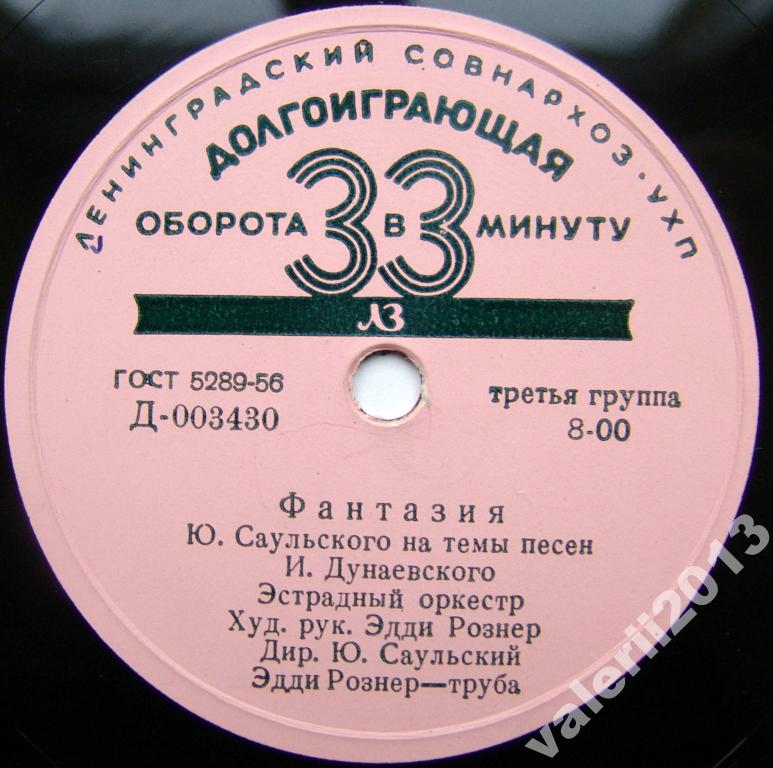 ЛЕНИНГРАДСКИЙ СОВНАРХОЗ. УХП
ДОЛГОИГРАЮЩАЯ
ОБОРОТА 33 В МИНУТУ
ЛЗ
ГОСТ 5289-56
Д-003430
третья группа
8-00
Фантазия
Ю. Саульского на темы песен
И. Дунаевского
Эстрадный оркестр
Худ. рук. Эдди Рознер
Дир. Ю. Саульский
Эдди Рознер—труба
valerii2013